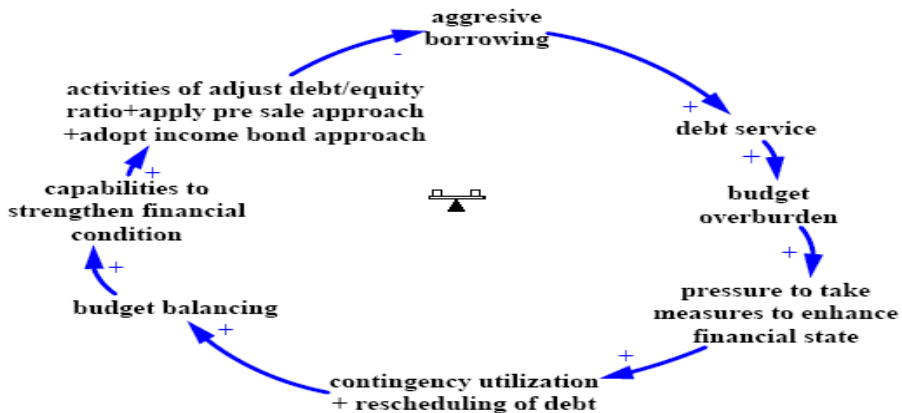 aggresive
borrowing
-
+
debt service
+
budget
overburden
+
pressure to take
measures to enhance
financial state
+
contingency utilization
+ rescheduling of debt
+
budget balancing
+
capabilities to
strengthen financial
condition
+
activities of adjust debt/equity
ratio+apply pre sale approach
+adopt income bond approach